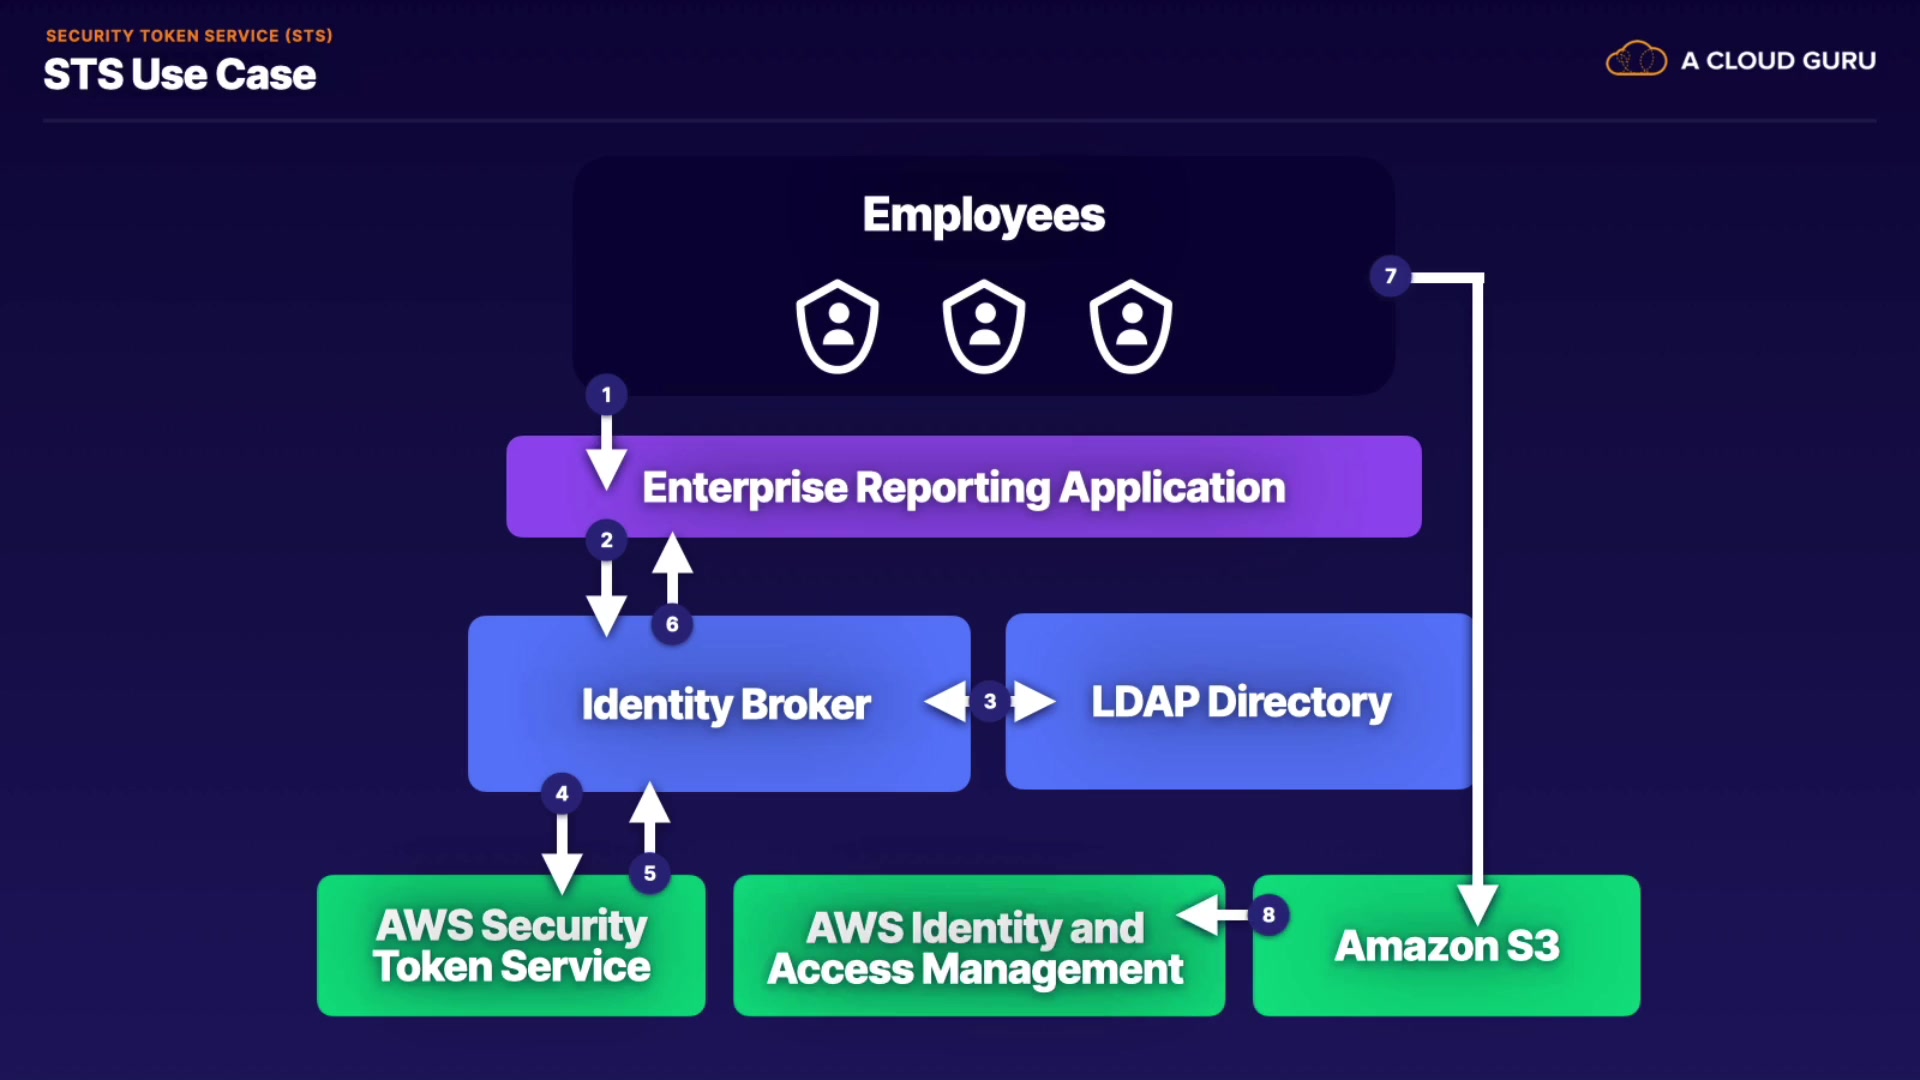 SECURITY TOKEN SERVICE (STS)
STS Use Case
A CLOUD GURU
Employees
7
1
Enterprise Reporting Application
2
6
Identity Broker
3
LDAP Directory
4
5
AWS Security
Token Service
AWS Identity and
Access Management
8
Amazon S3